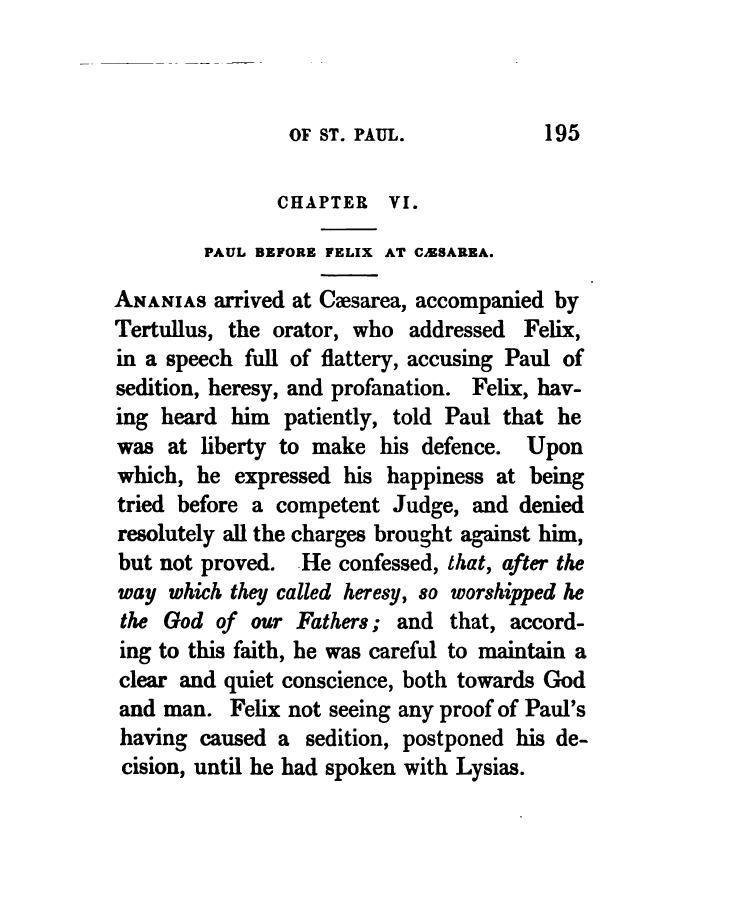 OF ST. PAUL. 195
CHAPTER VI.
PAUL BEFORE FELIX AT CÆSAREA.
ANANIAS arrived at Cæsarea, accompanied by
Tertullus, the orator, who addressed Felix,
in a speech full of flattery, accusing Paul of
sedition, heresy, and profanation. Felix, hav-
ing heard him patiently, told Paul that he
was at liberty to make his defence. Upon
which, he expressed his happiness at being
tried before a competent Judge, and denied
resolutely all the charges brought against him,
but not proved. He confessed, that, after the
way which they called heresy, so worshipped he
the God of our Fathers; and that, accord-
ing to this faith, he was careful to maintain a
clear and quiet conscience, both towards God
and man. Felix not seeing any proof of Paul's
having caused a sedition, postponed his de-
cision, until he had spoken with Lysias.